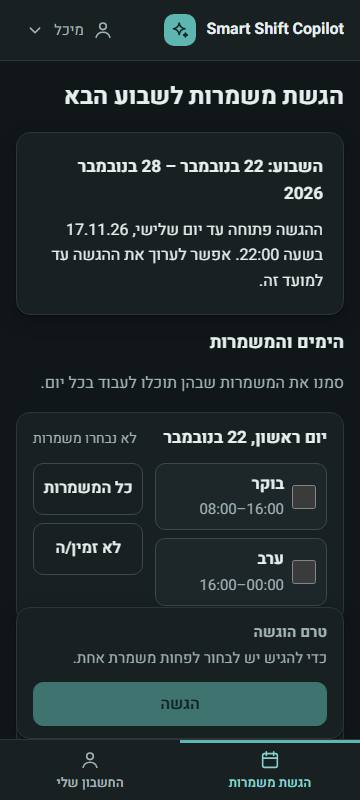 Smart Shift Copilot
מיכל
הגשת משמרות לשבוע הבא
השבוע: 22 בנובמבר – 28 בנובמבר
2026
ההגשה פתוחה עד יום שלישי, 17.11.26
בשעה 22:00. אפשר לערוך את ההגשה עד
למועד זה.
הימים והמשמרות
סמנו את המשמרות שבהן תוכלו לעבוד בכל יום.
יום ראשון, 22 בנובמבר
לא נבחרו משמרות
בוקר
08:00–16:00
ערב
16:00–00:00
כל המשמרות
לא זמין/ה
טרם הוגשה
כדי להגיש יש לבחור לפחות משמרת אחת.
הגשה
הגשת משמרות
החשבון שלי